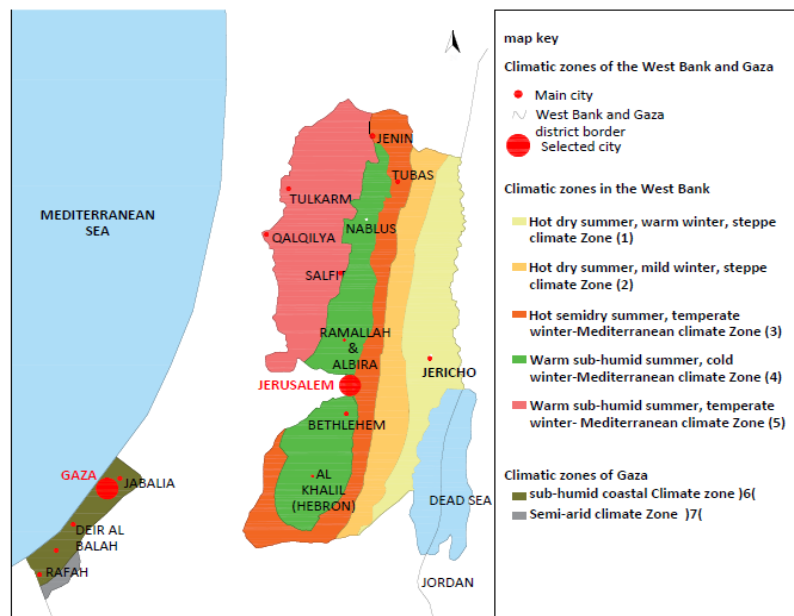 MEDITERRANEAN
SEA
JENIN
TUBAS
TULKARM
NABLUS
QALQILYA
SALFIT
RAMALLAH
&
ALBIRA
JERICHO
JERUSALEM
BETHLEHEM
AL
KHALIL
(HEBRON)
DEAD SEA
JORDAN
GAZA
JABALIA
DEIR AL
BALAH
RAFAH
map key
Climatic zones of the West Bank and Gaza
Main city
West Bank and Gaza
district border
Selected city
Climatic zones in the West Bank
Hot dry summer, warm winter, steppe
climate Zone (1)
Hot dry summer, mild winter, steppe
climate Zone (2)
Hot semidry summer, temperate
winter-Mediterranean climate Zone (3)
Warm sub-humid summer, cold
winter-Mediterranean climate Zone (4)
Warm sub-humid summer, temperate
winter- Mediterranean climate Zone (5)
Climatic zones of Gaza
sub-humid coastal Climate zone )6(
Semi-arid climate Zone )7(